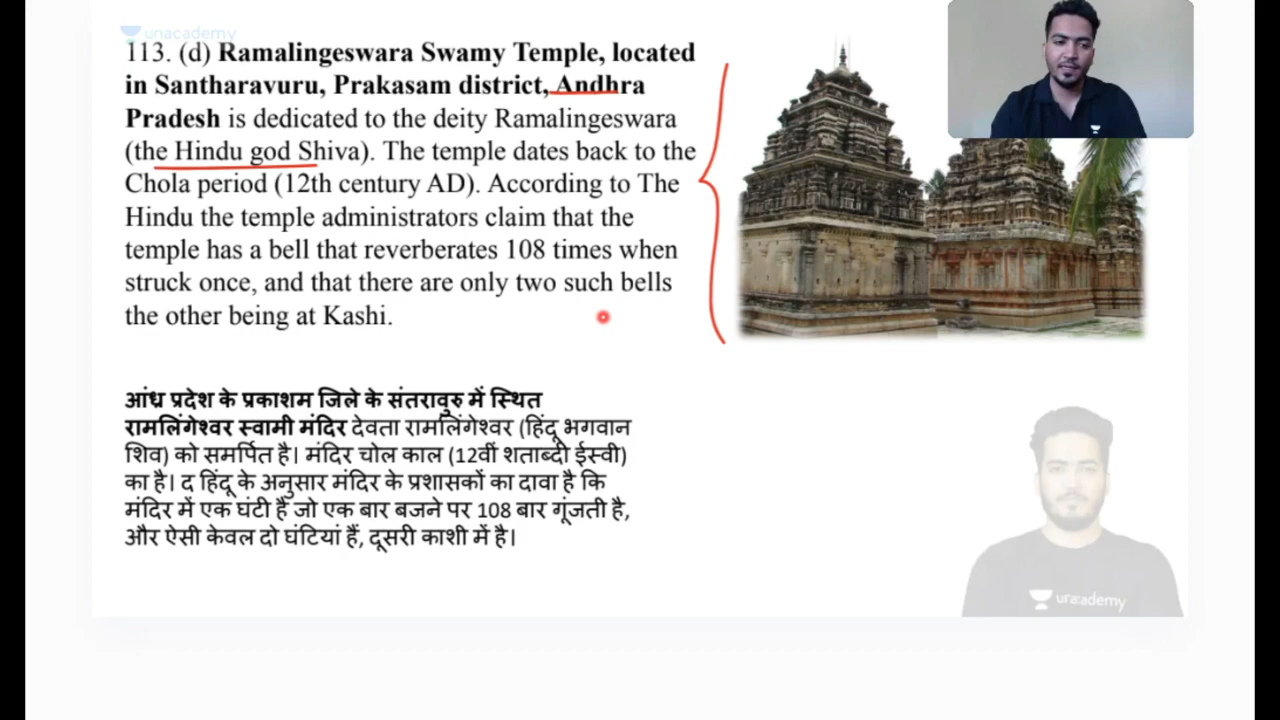 unacademy
113. (d) Ramalingeswara Swamy Temple, located
in Santharavuru, Prakasam district, Andhra
Pradesh is dedicated to the deity Ramalingeswara
(the Hindu god Shiva). The temple dates back to the
Chola period (12th century AD). According to The
Hindu the temple administrators claim that the
temple has a bell that reverberates 108 times when
struck once, and that there are only two such bells
the other being at Kashi.
आंध्र प्रदेश के प्रकाशम जिले के संतरावुरु में स्थित
रामलिंगेश्वर स्वामी मंदिर देवता रामलिंगेश्वर (हिंदू भगवान
शिव) को समर्पित है। मंदिर चोल काल (12वीं शताब्दी ईस्वी)
का है। द हिंदू के अनुसार मंदिर के प्रशासकों का दावा है कि
मंदिर में एक घंटी है जो एक बार बजने पर 108 बार गूंजती है,
और ऐसी केवल दो घंटियां हैं, दूसरी काशी में है।
unacademy